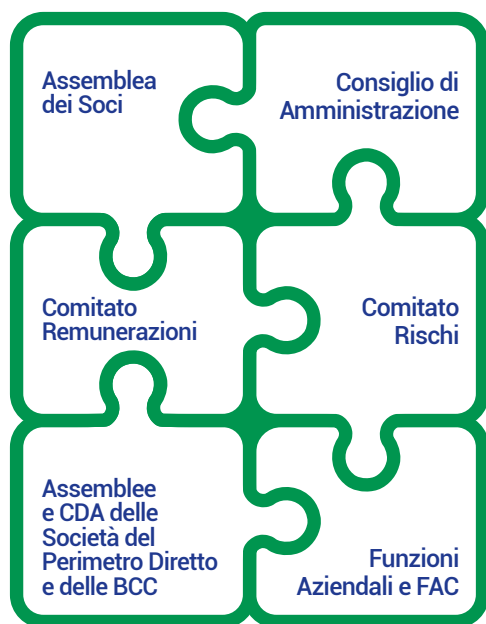 Assemblea
dei Soci
Consiglio di
Amministrazione
Comitato
Remunerazioni
Comitato
Rischi
Assemblee
e CDA delle
Società del
Perimetro Diretto
e delle BCC
Funzioni
Aziendali e FAC